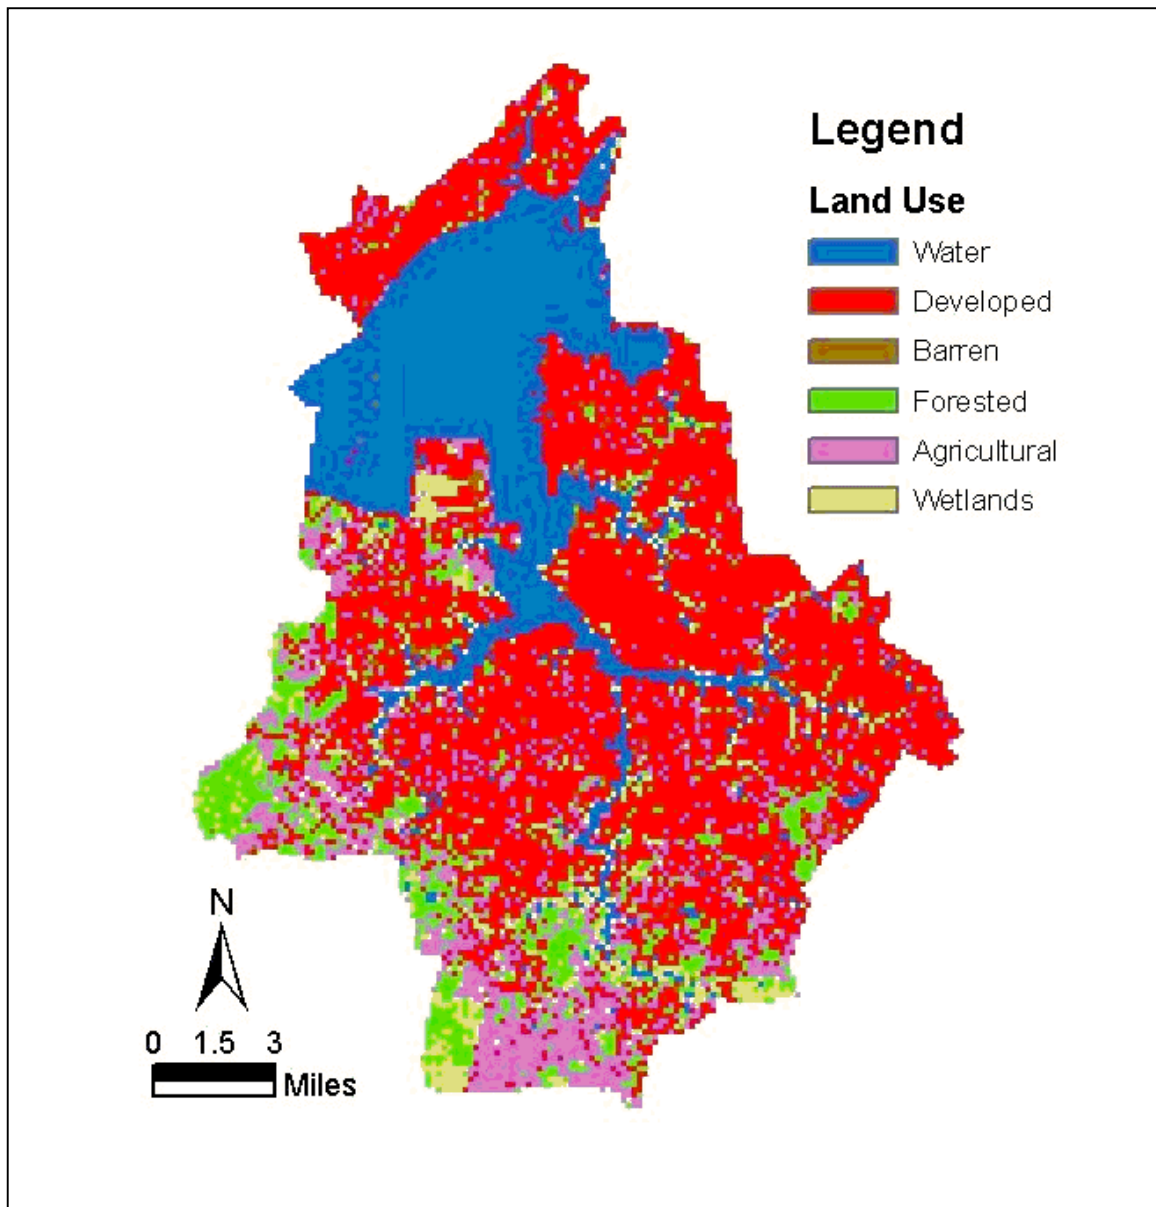 Legend
Land Use
Water
Developed
Barren
Forested
Agricultural
Wetlands
N
0 1.5 3
Miles